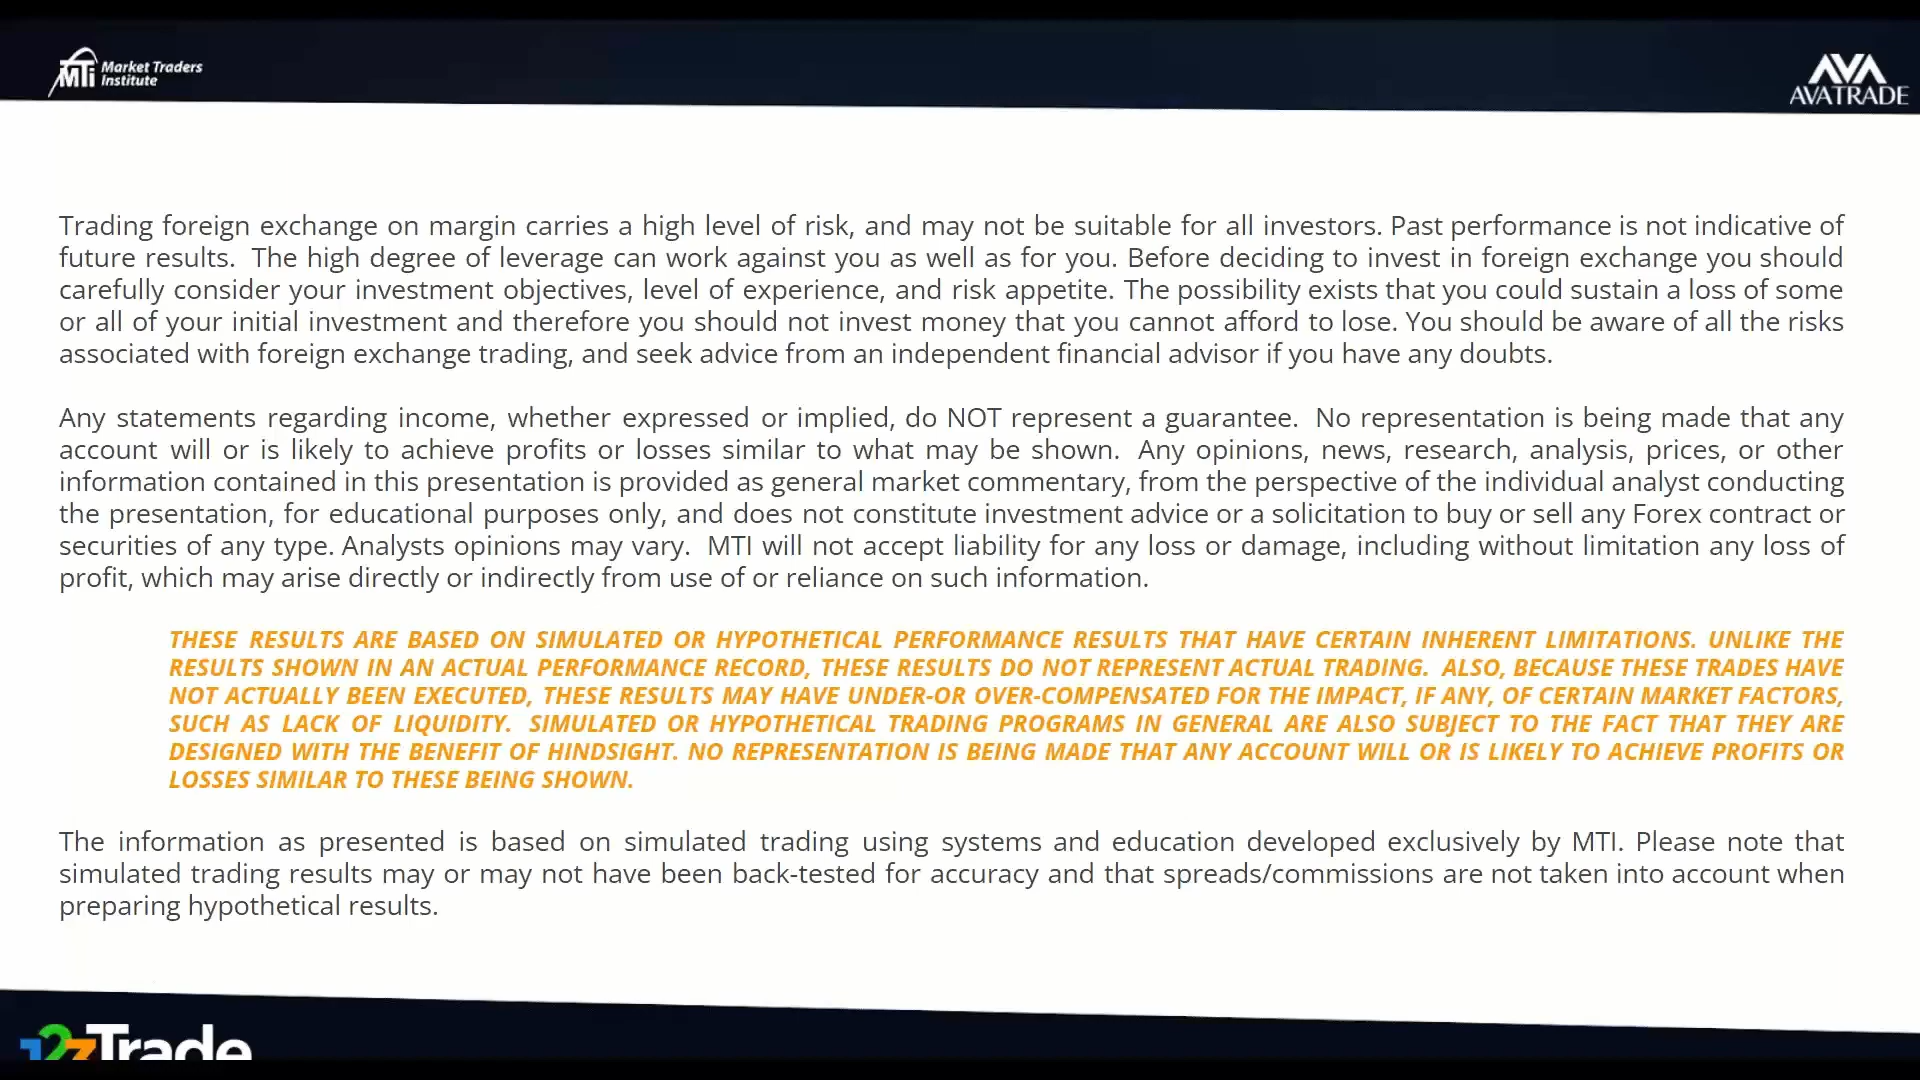 MTi Market Traders
Institute
AVA
AVATRADE
Trading foreign exchange on margin carries a high level of risk, and may not be suitable for all investors. Past performance is not indicative of
future results.  The high degree of leverage can work against you as well as for you. Before deciding to invest in foreign exchange you should
carefully consider your investment objectives, level of experience, and risk appetite. The possibility exists that you could sustain a loss of some
or all of your initial investment and therefore you should not invest money that you cannot afford to lose. You should be aware of all the risks
associated with foreign exchange trading, and seek advice from an independent financial advisor if you have any doubts.
Any statements regarding income, whether expressed or implied, do NOT represent a guarantee.  No representation is being made that any
account will or is likely to achieve profits or losses similar to what may be shown.  Any opinions, news, research, analysis, prices, or other
information contained in this presentation is provided as general market commentary, from the perspective of the individual analyst conducting
the presentation, for educational purposes only, and does not constitute investment advice or a solicitation to buy or sell any Forex contract or
securities of any type. Analysts opinions may vary.  MTI will not accept liability for any loss or damage, including without limitation any loss of
profit, which may arise directly or indirectly from use of or reliance on such information.
THESE RESULTS ARE BASED ON SIMULATED OR HYPOTHETICAL PERFORMANCE RESULTS THAT HAVE CERTAIN INHERENT LIMITATIONS. UNLIKE THE
RESULTS SHOWN IN AN ACTUAL PERFORMANCE RECORD, THESE RESULTS DO NOT REPRESENT ACTUAL TRADING.  ALSO, BECAUSE THESE TRADES HAVE
NOT ACTUALLY BEEN EXECUTED, THESE RESULTS MAY HAVE UNDER-OR OVER-COMPENSATED FOR THE IMPACT, IF ANY, OF CERTAIN MARKET FACTORS,
SUCH AS LACK OF LIQUIDITY.  SIMULATED OR HYPOTHETICAL TRADING PROGRAMS IN GENERAL ARE ALSO SUBJECT TO THE FACT THAT THEY ARE
DESIGNED WITH THE BENEFIT OF HINDSIGHT. NO REPRESENTATION IS BEING MADE THAT ANY ACCOUNT WILL OR IS LIKELY TO ACHIEVE PROFITS OR
LOSSES SIMILAR TO THESE BEING SHOWN.
The information as presented is based on simulated trading using systems and education developed exclusively by MTI. Please note that
simulated trading results may or may not have been back-tested for accuracy and that spreads/commissions are not taken into account when
preparing hypothetical results.
12zTrade